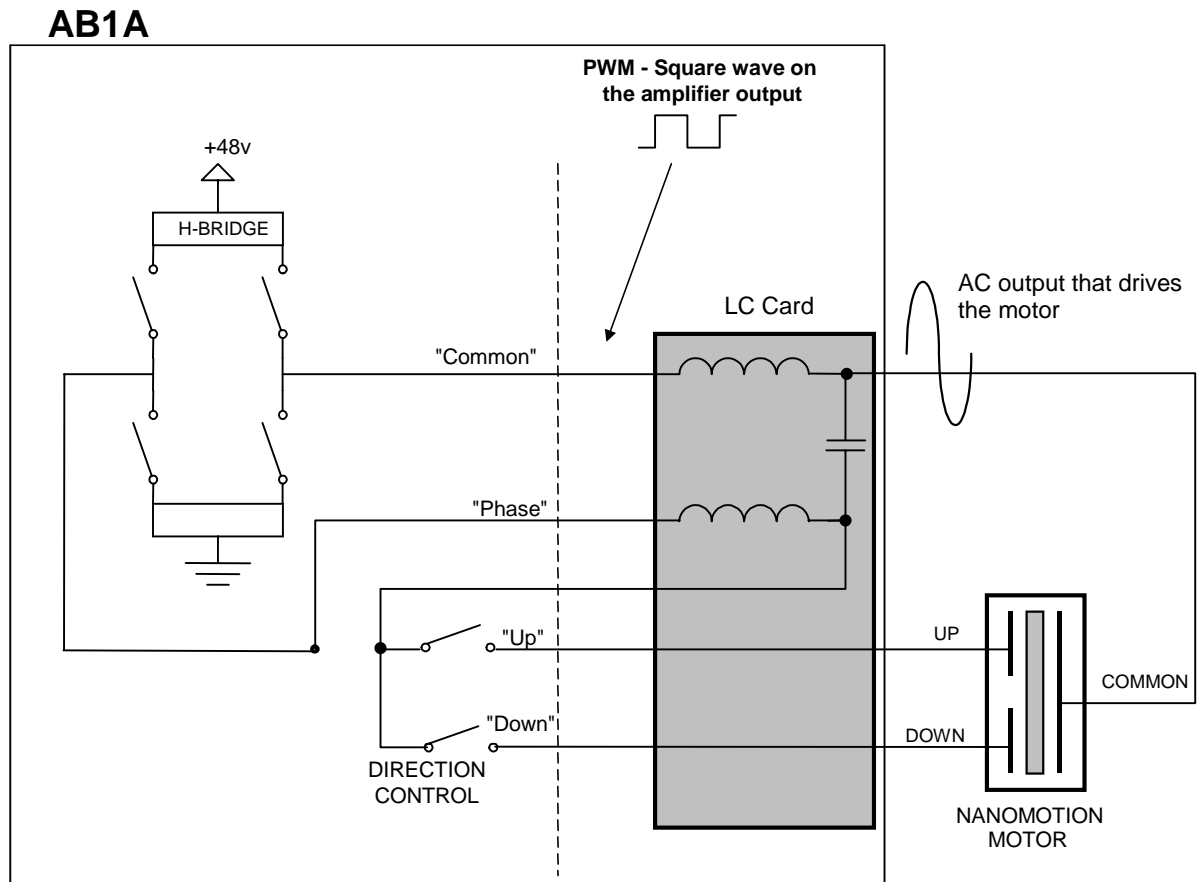 AB1A
PWM - Square wave on
the amplifier output
+48v
H-BRIDGE
LC Card
AC output that drives
the motor
"Common"
"Phase"
"Up"
UP
COMMON
"Down"
DOWN
DIRECTION
CONTROL
NANOMOTION
MOTOR